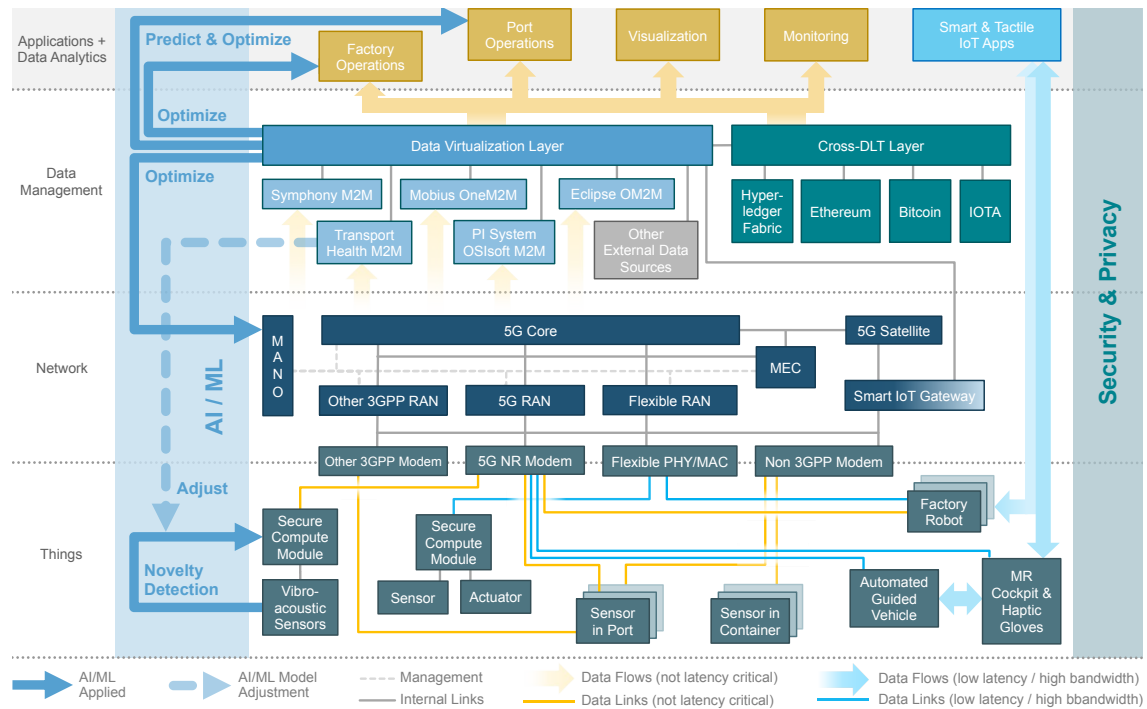 Applications +
Data Analytics
Predict & Optimize
Factory
Operations
Port
Operations
Visualization
Monitoring
Smart & Tactile
IoT Apps
Optimize
Data
Management
Optimize
Data Virtualization Layer
Cross-DLT Layer
Symphony M2M
Mobius OneM2M
Eclipse OM2M
Hyper-
ledger
Fabric
Ethereum
Bitcoin
IOTA
Transport
Health M2M
PI System
OSIsoft M2M
Other
External Data
Sources
Security & Privacy
Network
AI / ML
M
A
N
O
5G Core
5G Satellite
MEC
Other 3GPP RAN
5G RAN
Flexible RAN
Smart IoT Gateway
Other 3GPP Modem
5G NR Modem
Flexible PHY/MAC
Non 3GPP Modem
Things
Adjust
Novelty
Detection
Secure
Compute
Module
Vibro-
acoustic
Sensors
Secure
Compute
Module
Sensor
Actuator
Sensor
in Port
Sensor in
Container
Factory
Robot
Automated
Guided
Vehicle
MR
Cockpit &
Haptic
Gloves
AI/ML
Applied
AI/ML Model
Adjustment
Management
Internal Links
Data Flows (not latency critical)
Data Links (not latency critical)
Data Flows (low latency / high bandwidth)
Data Links (low latency / high bbandwidth)